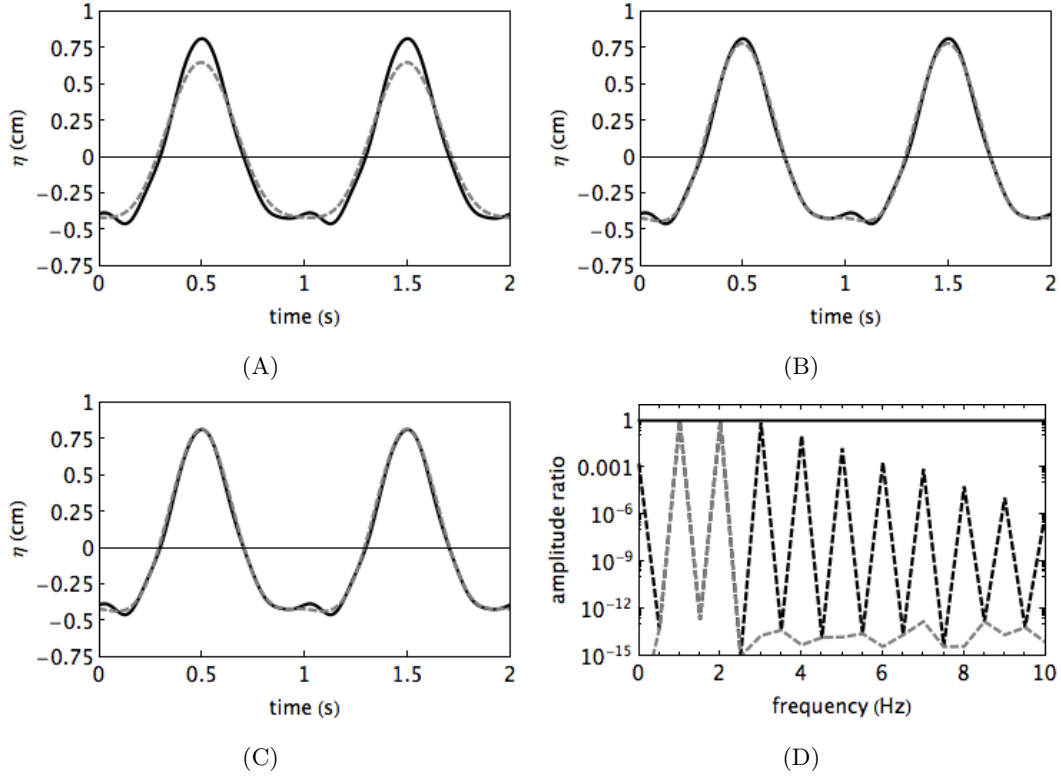 1
0.75
0.5
0.25
0
−0.25
−0.5
−0.75
η (cm)
0 0.5 1 1.5 2
time (s)
(A)
1
0.75
0.5
0.25
0
−0.25
−0.5
−0.75
η (cm)
0 0.5 1 1.5 2
time (s)
(B)
1
0.75
0.5
0.25
0
−0.25
−0.5
−0.75
η (cm)
0 0.5 1 1.5 2
time (s)
(C)
1
0.001
10⁻⁶
10⁻⁹
10⁻¹²
10⁻¹⁵
amplitude ratio
0 2 4 6 8 10
frequency (Hz)
(D)